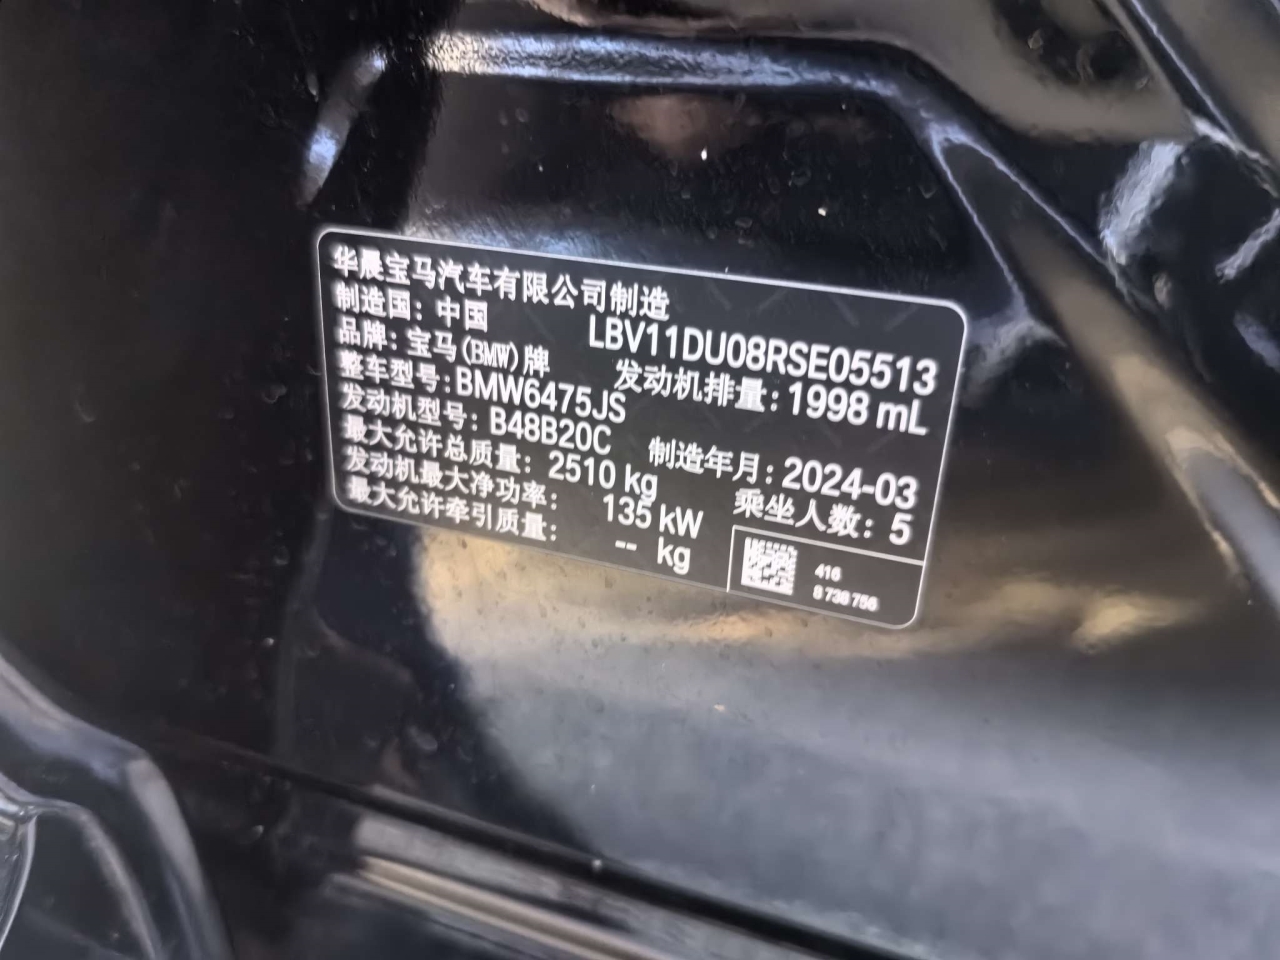 华晨宝马汽车有限公司制造
制造国：中国 LBV11DU08RSE05513
品牌：宝马(BMW)牌 发动机排量：1998 mL
整车型号：BMW6475JS
发动机型号：B48B20C 制造年月：2024-03
最大允许总质量：2510 kg 乘坐人数：5
发动机最大净功率：135 kW
最大允许牵引质量：-- kg
416
8 738 756